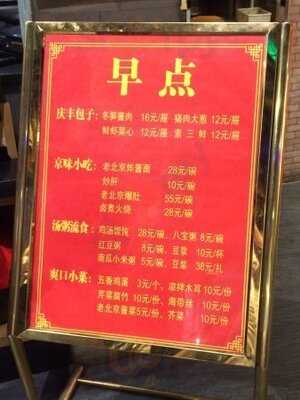 早点
庆丰包子: 冬笋酱肉 16元/屉 猪肉大葱 12元/屉
鲜虾菜心 12元/屉、素三鲜 12元/屉
京味小吃: 老北京炸酱面 28元/碗
炒肝 10元/碗
老北京爆肚 55元/碗
卤煮火烧 28元/碗
汤粥流食: 鸡汤馄饨 28元/碗、八宝粥 8元/碗
红豆粥 8元/碗、豆浆 10元/杯
南瓜小米粥 5元/碗、豆浆 38元/扎
爽口小菜: 五香鸡蛋 3元/个、凉拌木耳 10元/份
芹菜腐竹 10元/份、海带丝 10元/份
老北京酱菜5元/份、芥菜 10元/份